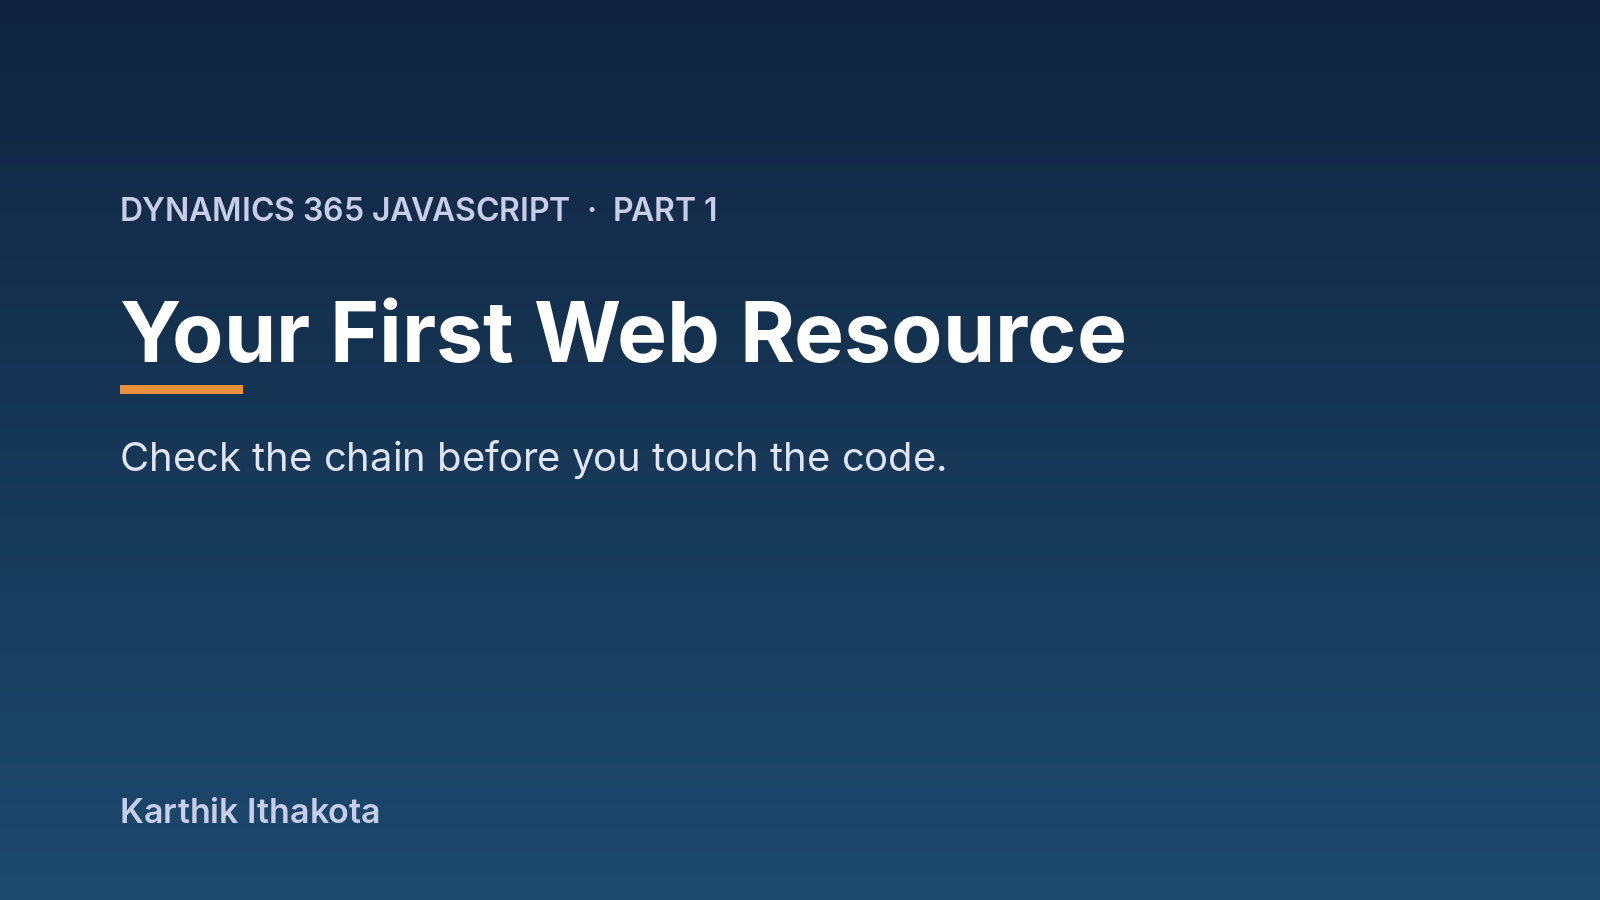 DYNAMICS 365 JAVASCRIPT · PART 1
Your First Web Resource
Check the chain before you touch the code.
Karthik Ithakota